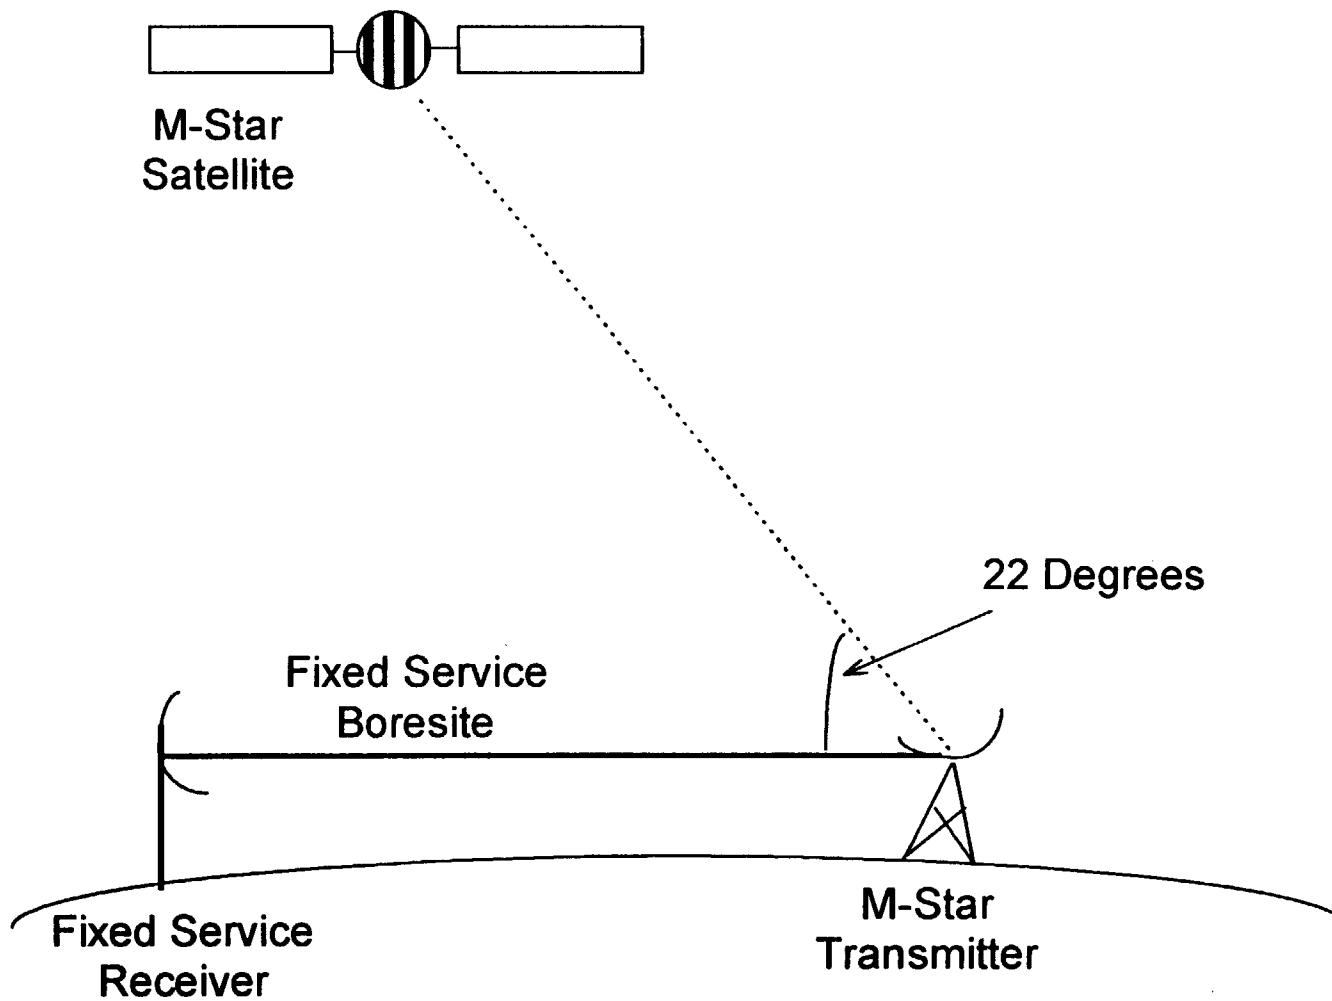 M-Star
Satellite
22 Degrees
Fixed Service
Boresite
M-Star
Transmitter
Fixed Service
Receiver